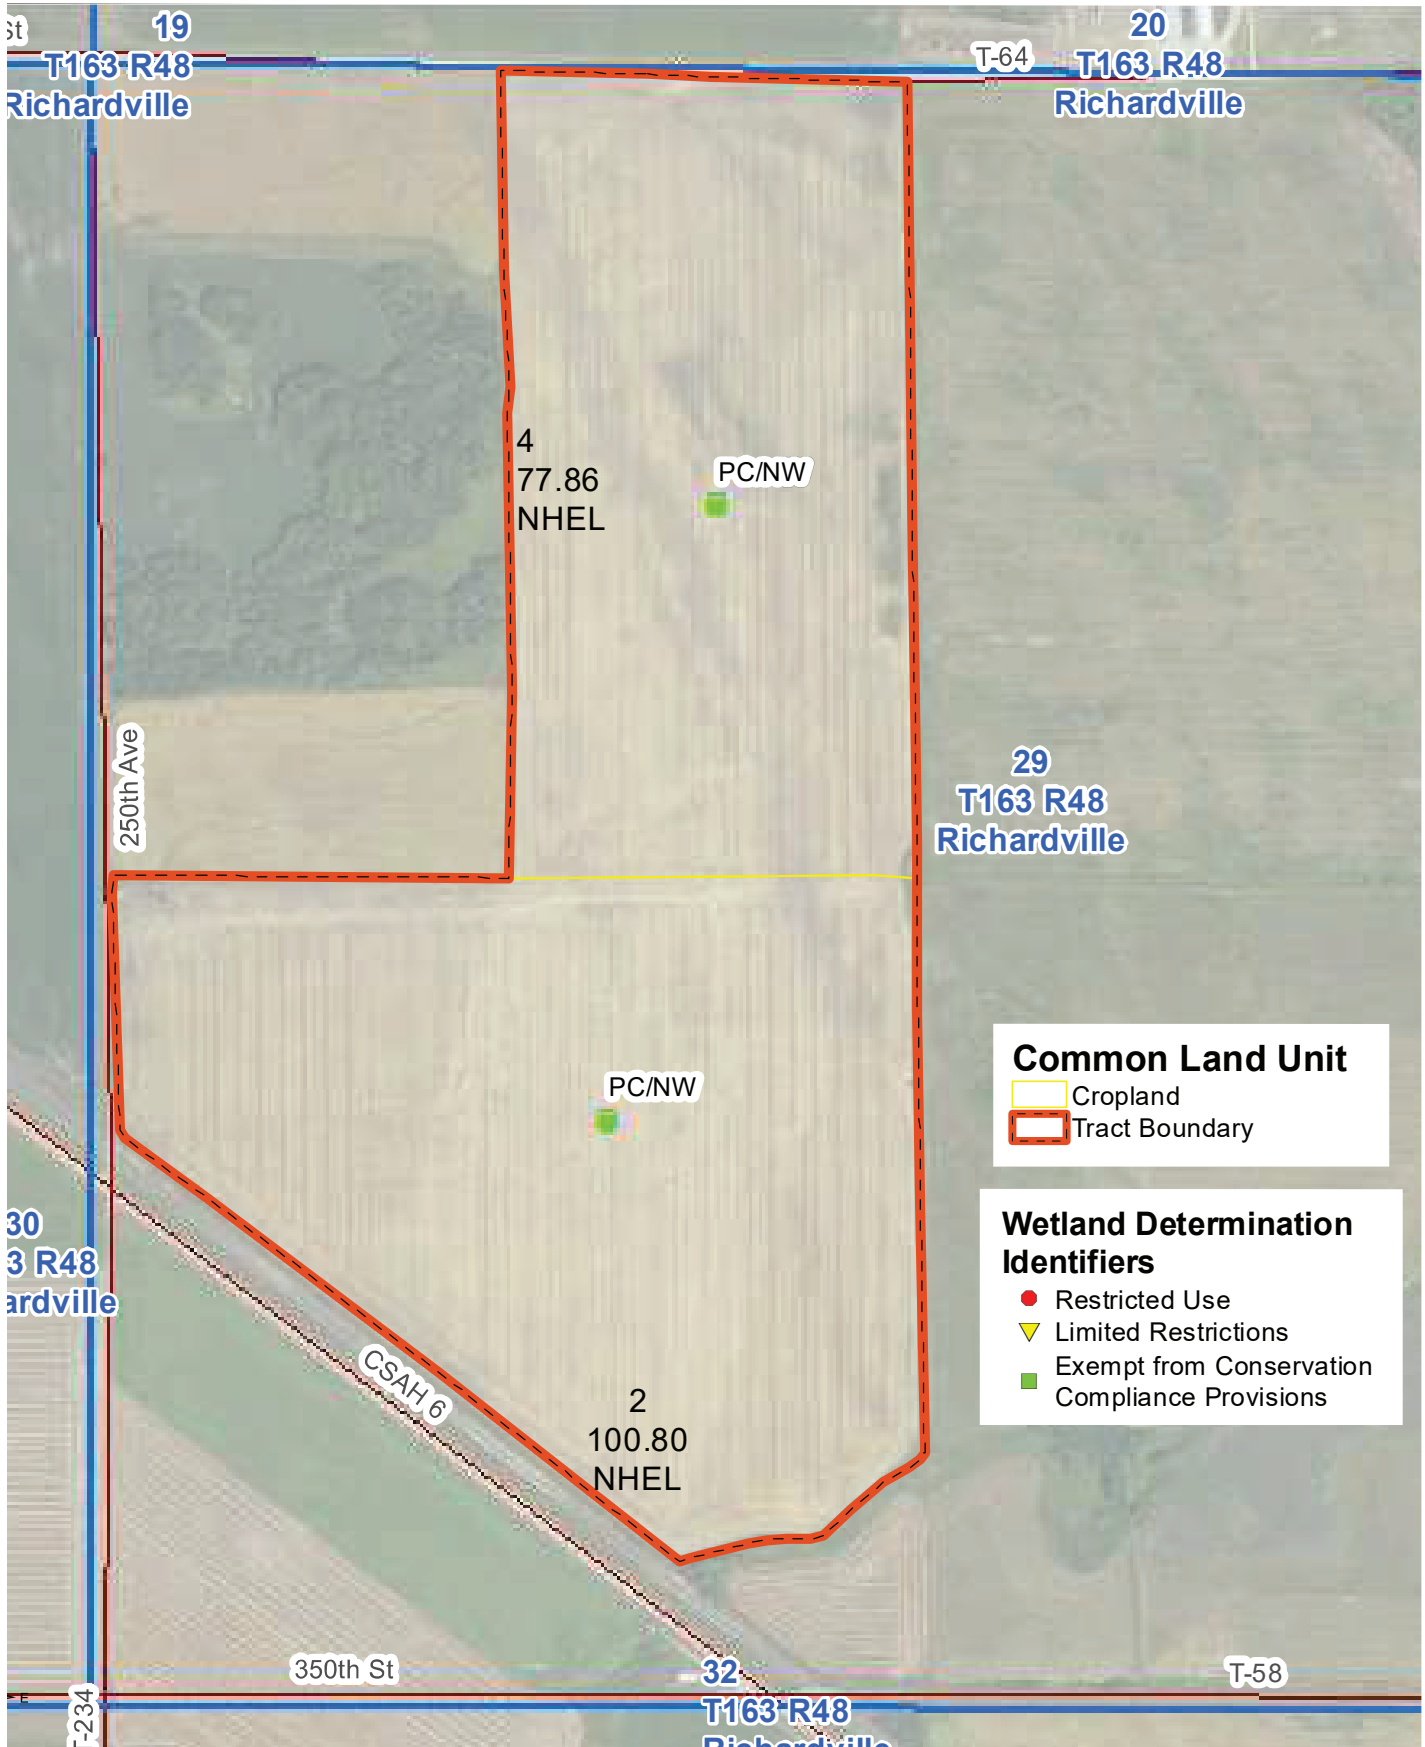 St
19
T163 R48
Richardville
20
T163 R48
Richardville
T-64
4
77.86
NHEL
PC/NW
250th Ave
29
T163 R48
Richardville
PC/NW
Common Land Unit
Cropland
Tract Boundary
Wetland Determination
Identifiers
Restricted Use
Limited Restrictions
Exempt from Conservation
Compliance Provisions
30
3 R48
ardville
CSAH 6
2
100.80
NHEL
350th St
T-58
E
T-234
32
T163 R48
Richardville